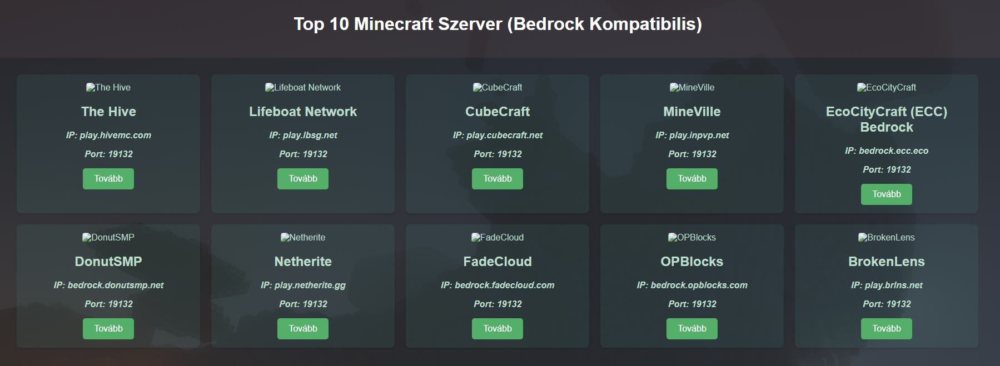 Top 10 Minecraft Szerver (Bedrock Kompatibilis)
The Hive
The Hive
IP: play.hivemc.com
Port: 19132
Tovább
Lifeboat Network
Lifeboat Network
IP: play.lbsg.net
Port: 19132
Tovább
CubeCraft
CubeCraft
IP: play.cubecraft.net
Port: 19132
Tovább
MineVille
MineVille
IP: play.inpvp.net
Port: 19132
Tovább
EcoCityCraft
EcoCityCraft (ECC)
Bedrock
IP: bedrock.ecc.eco
Port: 19132
Tovább
DonutSMP
DonutSMP
IP: bedrock.donutsmp.net
Port: 19132
Tovább
Netherite
Netherite
IP: play.netherite.gg
Port: 19132
Tovább
FadeCloud
FadeCloud
IP: bedrock.fadecloud.com
Port: 19132
Tovább
OPBlocks
OPBlocks
IP: bedrock.opblocks.com
Port: 19132
Tovább
BrokenLens
BrokenLens
IP: play.brlns.net
Port: 19132
Tovább